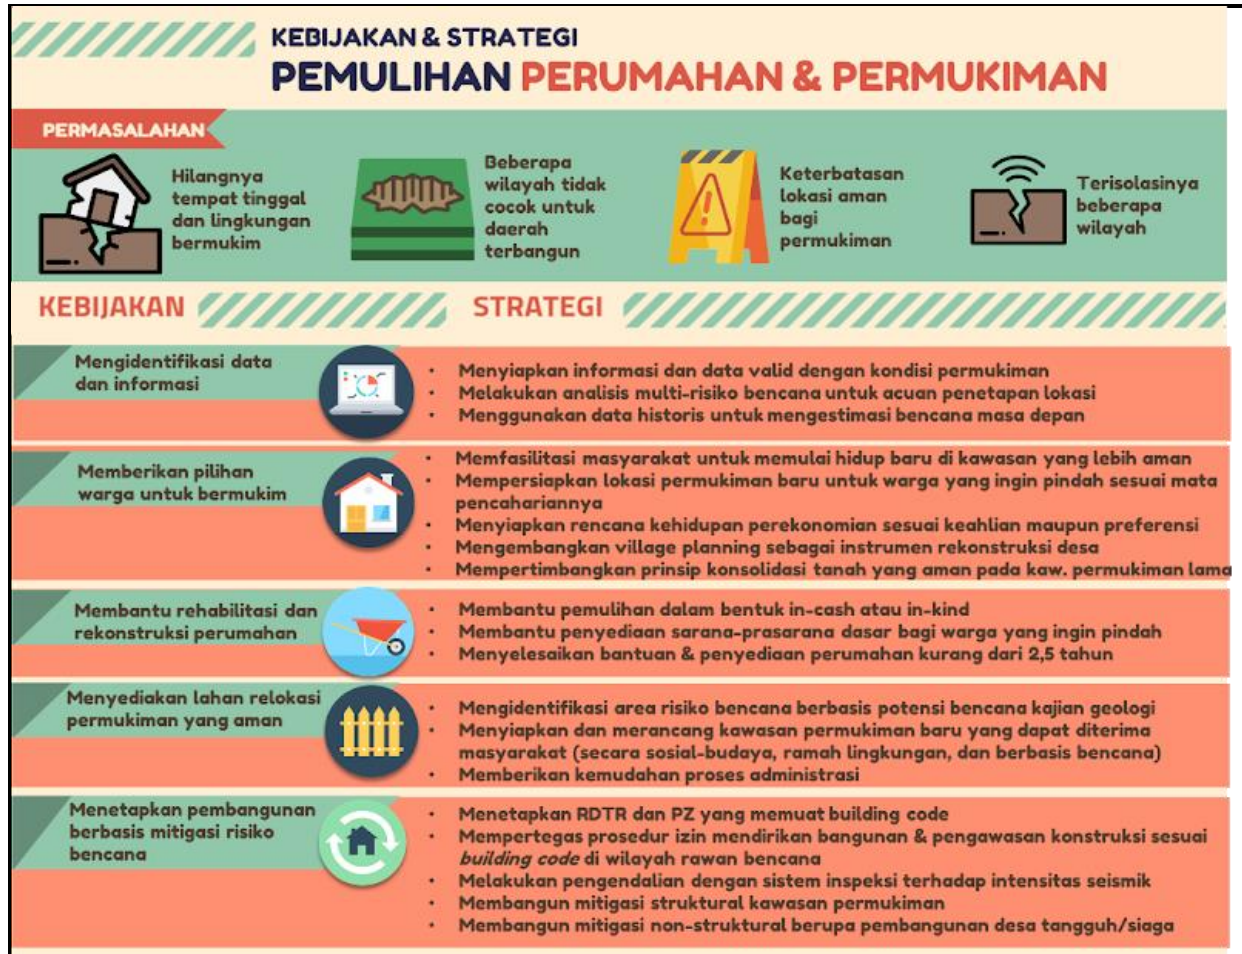 KEBIJAKAN & STRATEGI
PEMULIHAN PERUMAHAN & PERMUKIMAN
PERMASALAHAN
Hilangnya
tempat tinggal
dan lingkungan
bermukim
Beberapa
wilayah tidak
cocok untuk
daerah
terbangun
Keterbatasan
lokasi aman
bagi
permukiman
Terisolasinya
beberapa
wilayah
KEBIJAKAN
STRATEGI
Mengidentifikasi data
dan informasi
• Menyiapkan informasi dan data valid dengan kondisi permukiman
• Melakukan analisis multi-risiko bencana untuk acuan penetapan lokasi
• Menggunakan data historis untuk mengestimasi bencana masa depan
Memberikan pilihan
warga untuk bermukim
• Memfasilitasi masyarakat untuk memulai hidup baru di kawasan yang lebih aman
• Mempersiapkan lokasi permukiman baru untuk warga yang ingin pindah sesuai mata
pencahariannya
• Menyiapkan rencana kehidupan perekonomian sesuai keahlian maupun preferensi
• Mengembangkan village planning sebagai instrumen rekonstruksi desa
• Mempertimbangkan prinsip konsolidasi tanah yang aman pada kaw. permukiman lama
Membantu rehabilitasi dan
rekonstruksi perumahan
• Membantu pemulihan dalam bentuk in-cash atau in-kind
• Membantu penyediaan sarana-prasarana dasar bagi warga yang ingin pindah
• Menyelesaikan bantuan & penyediaan perumahan kurang dari 2,5 tahun
Menyediakan lahan relokasi
permukiman yang aman
• Mengidentifikasi area risiko bencana berbasis potensi bencana kajian geologi
• Menyiapkan dan merancang kawasan permukiman baru yang dapat diterima
masyarakat (secara sosial-budaya, ramah lingkungan, dan berbasis bencana)
• Memberikan kemudahan proses administrasi
Menetapkan pembangunan
berbasis mitigasi risiko
bencana
• Menetapkan RDTR dan PZ yang memuat building code
• Mempertegas prosedur izin mendirikan bangunan & pengawasan konstruksi sesuai
building code di wilayah rawan bencana
• Melakukan pengendalian dengan sistem inspeksi terhadap intensitas seismik
• Membangun mitigasi struktural kawasan permukiman
• Membangun mitigasi non-struktural berupa pembangunan desa tangguh/siaga